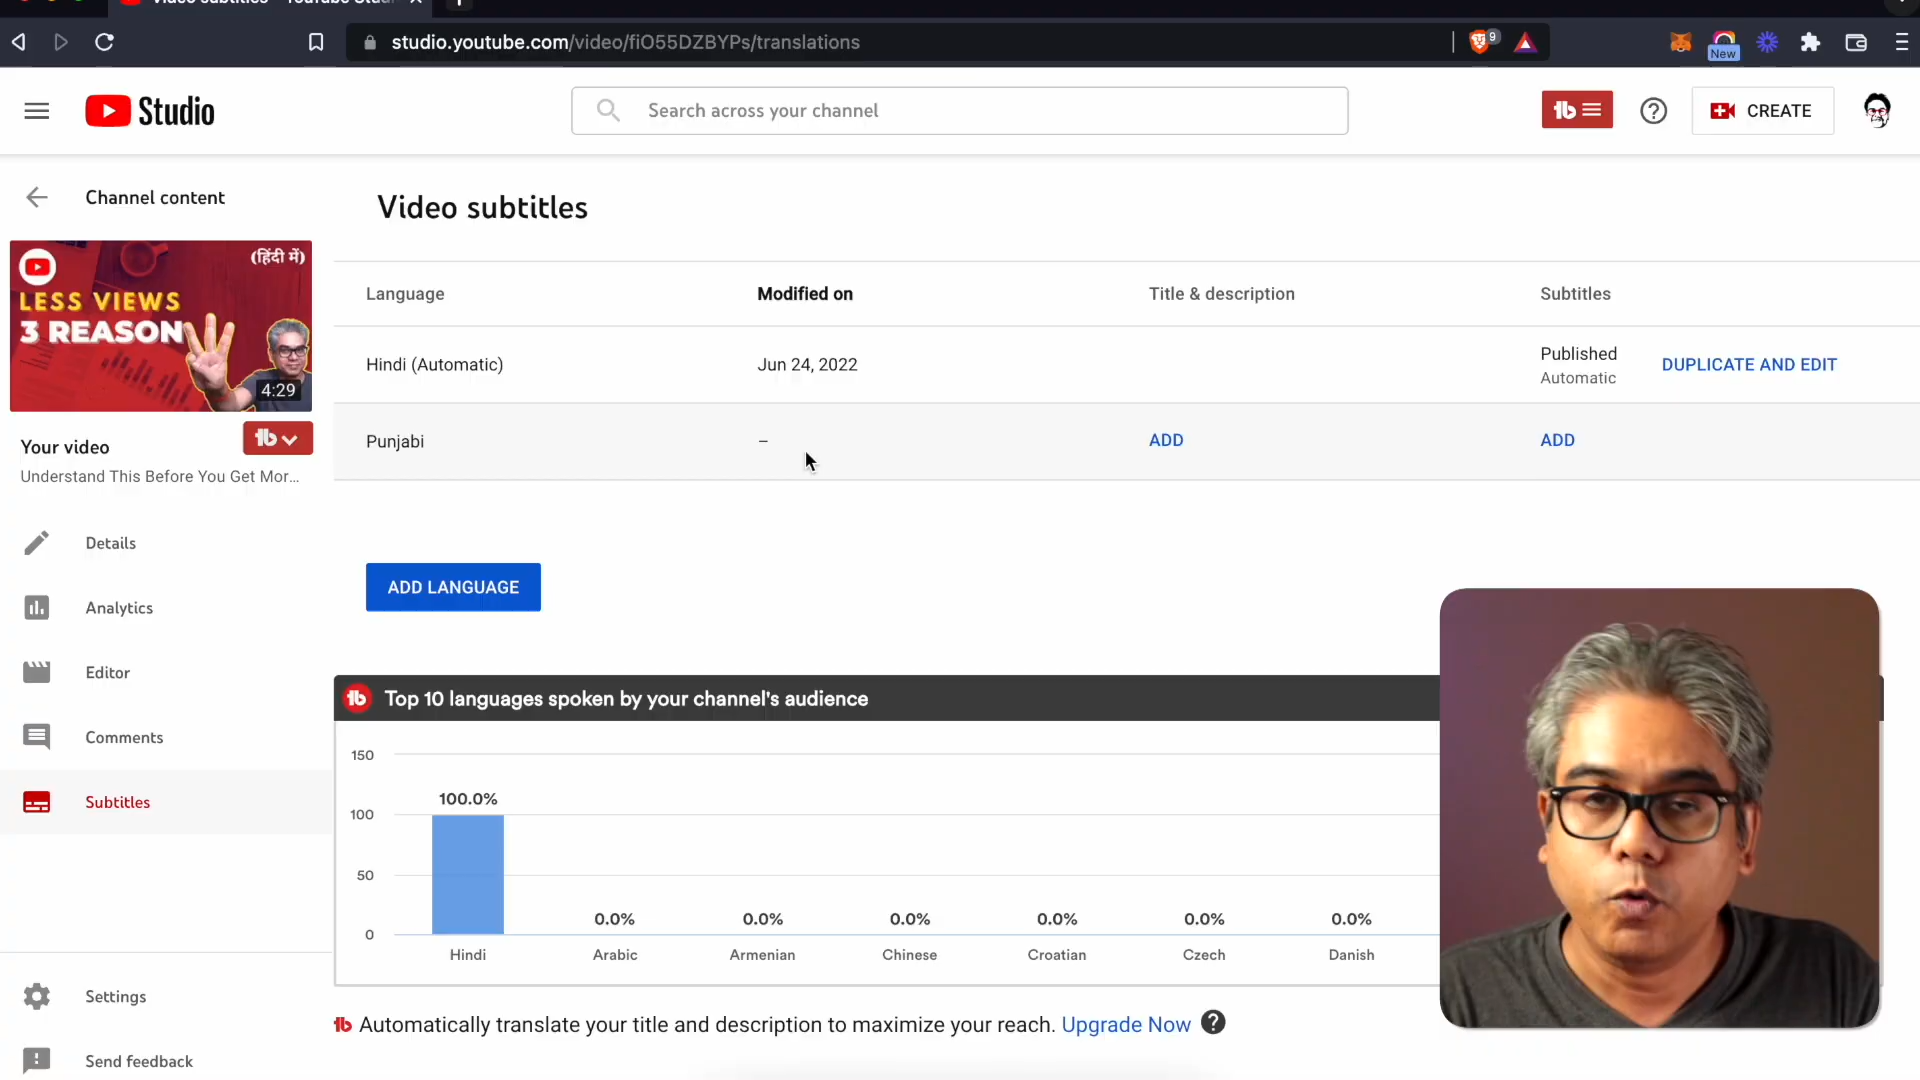 studio.youtube.com/video/fiO55DZBYPs/translations
9
New
Studio
Search across your channel
CREATE
Channel content
(हिंदी में)
LESS VIEWS
3 REASON
4:29
Your video
Understand This Before You Get Mor...
Details
Analytics
Editor
Comments
Subtitles
Settings
Send feedback
Video subtitles
Language Modified on Title & description Subtitles
Hindi (Automatic) Jun 24, 2022 Published Automatic DUPLICATE AND EDIT
Punjabi – ADD ADD
ADD LANGUAGE
Top 10 languages spoken by your channel's audience
150
100
50
0
100.0% 0.0% 0.0% 0.0% 0.0% 0.0% 0.0%
Hindi Arabic Armenian Chinese Croatian Czech Danish
Automatically translate your title and description to maximize your reach. Upgrade Now